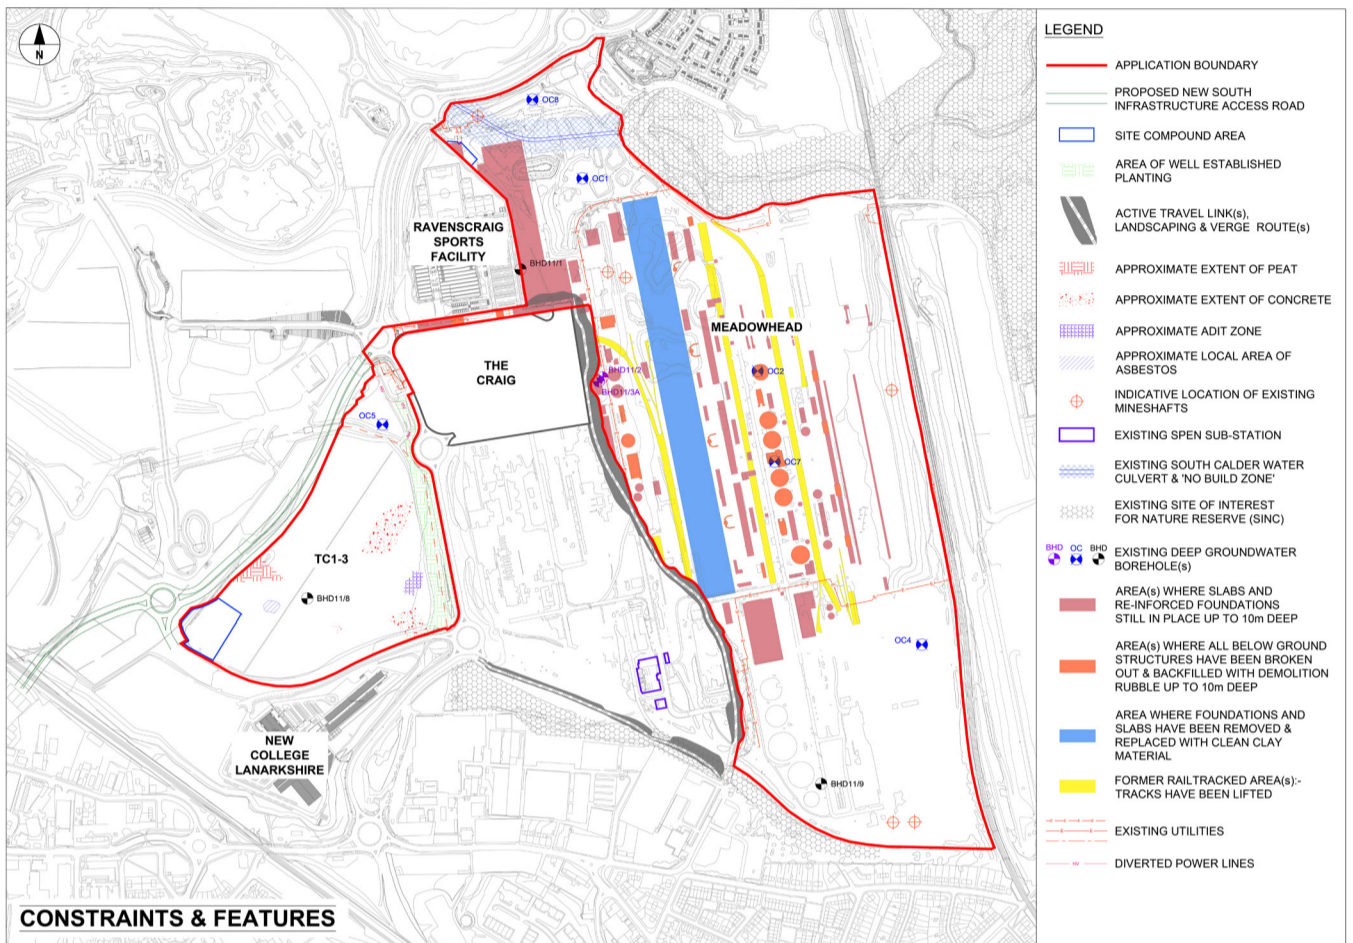 N
OC8
OC1
RAVENSCRAIG
SPORTS
FACILITY
BHD11/1
MEADOWHEAD
THE
CRAIG
BHD11/2
BHD11/3A
OC2
OC5
OC7
TC1-3
BHD11/8
OC4
NEW
COLLEGE
LANARKSHIRE
BHD11/9
CONSTRAINTS & FEATURES
LEGEND
APPLICATION BOUNDARY
PROPOSED NEW SOUTH
INFRASTRUCTURE ACCESS ROAD
SITE COMPOUND AREA
AREA OF WELL ESTABLISHED
PLANTING
ACTIVE TRAVEL LINK(s),
LANDSCAPING & VERGE ROUTE(s)
APPROXIMATE EXTENT OF PEAT
APPROXIMATE EXTENT OF CONCRETE
APPROXIMATE ADIT ZONE
APPROXIMATE LOCAL AREA OF
ASBESTOS
INDICATIVE LOCATION OF EXISTING
MINESHAFTS
EXISTING SPEN SUB-STATION
EXISTING SOUTH CALDER WATER
CULVERT & 'NO BUILD ZONE'
EXISTING SITE OF INTEREST
FOR NATURE RESERVE (SINC)
BHD OC BHD
EXISTING DEEP GROUNDWATER
BOREHOLE(s)
AREA(s) WHERE SLABS AND
RE-INFORCED FOUNDATIONS
STILL IN PLACE UP TO 10m DEEP
AREA(s) WHERE ALL BELOW GROUND
STRUCTURES HAVE BEEN BROKEN
OUT & BACKFILLED WITH DEMOLITION
RUBBLE UP TO 10m DEEP
AREA WHERE FOUNDATIONS AND
SLABS HAVE BEEN REMOVED &
REPLACED WITH CLEAN CLAY
MATERIAL
FORMER RAILTRACKED AREA(s):-
TRACKS HAVE BEEN LIFTED
EXISTING UTILITIES
HV
DIVERTED POWER LINES